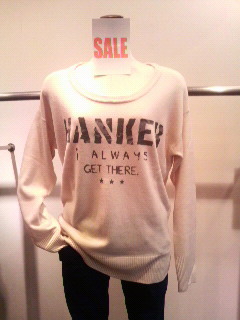 SALE
HANKER
i ALWAYS
GET THERE.